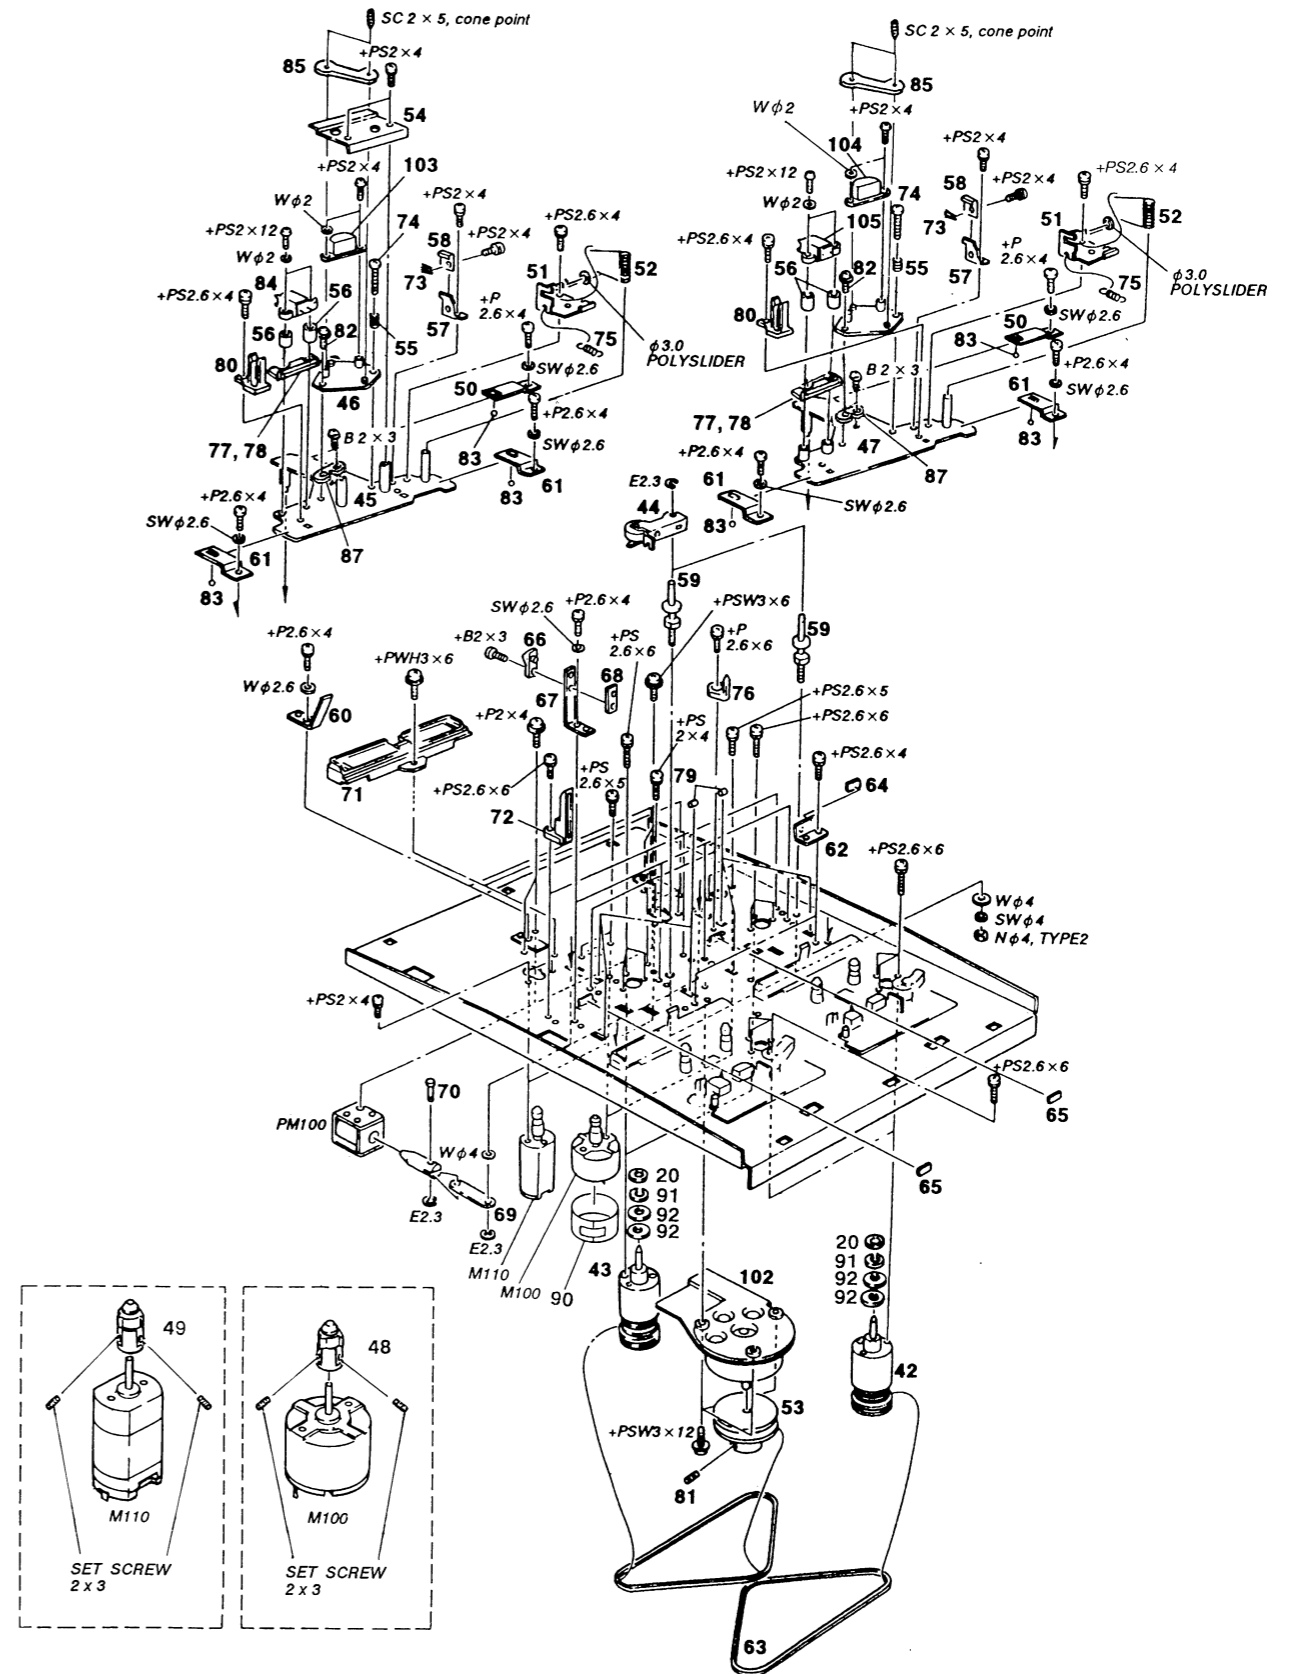 SC 2 × 5, cone point
+PS2×4
85
54
+PS2×4
103
Wφ2
+PS2×12
Wφ2
74
+PS2×4
58
+PS2×4
73
+PS2.6×4
51
52
84
56
+PS2.6×4
56
82
80
57
+P
2.6×4
55
75
φ3.0
POLYSLIDER
SWφ2.6
50
46
77, 78
B 2×3
+P2.6×4
SWφ2.6
83
61
83
45
87
+P2.6×4
SWφ2.6
61
83
SC 2 × 5, cone point
85
Wφ2
+PS2×4
104
+PS2×12
Wφ2
74
+PS2×4
58
+PS2×4
73
+PS2.6×4
51
52
105
+PS2.6×4
56
82
55
57
+P
2.6×4
75
φ3.0
POLYSLIDER
80
SWφ2.6
50
83
+P2.6×4
B 2×3
61
SWφ2.6
77, 78
83
47
87
+P2.6×4
61
SWφ2.6
83
E2.3
44
59
59
+P2.6×4
SWφ2.6
+PSW3×6
+P2.6×4
+B2×3
66
+PS
2.6×6
+P
2.6×6
+PWH3×6
Wφ2.6
68
67
76
60
+P2×4
+PS2.6×5
+PS2.6×6
+PS
2×4
+PS2.6×4
71
+PS2.6×6
+PS
2.6×5
79
64
72
62
+PS2.6×6
Wφ4
SWφ4
Nφ4, TYPE2
+PS2×4
+PS2.6×6
65
65
70
PM100
Wφ4
E2.3
69
E2.3
M110
M100
90
20
91
92
92
43
102
20
91
92
92
42
53
+PSW3×12
81
63
49
M110
SET SCREW
2 x 3
48
M100
SET SCREW
2 x 3